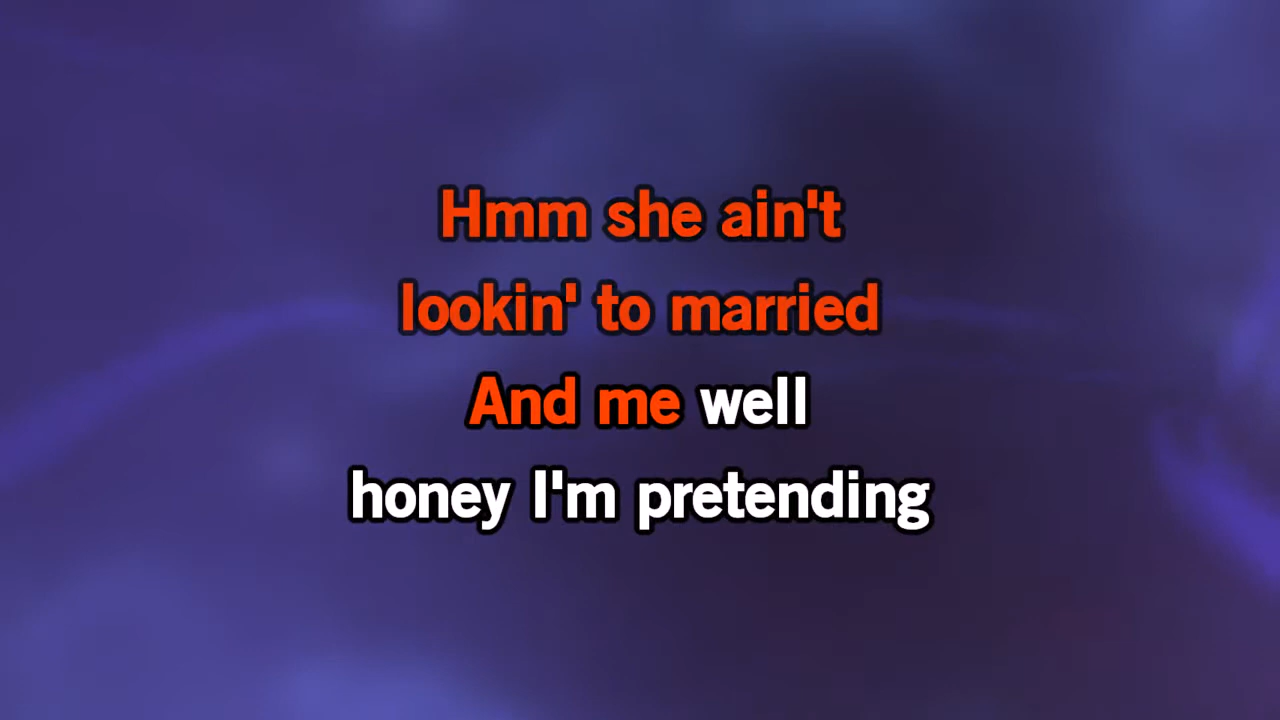 Hmm she ain't
lookin' to married
And me well
honey I'm pretending